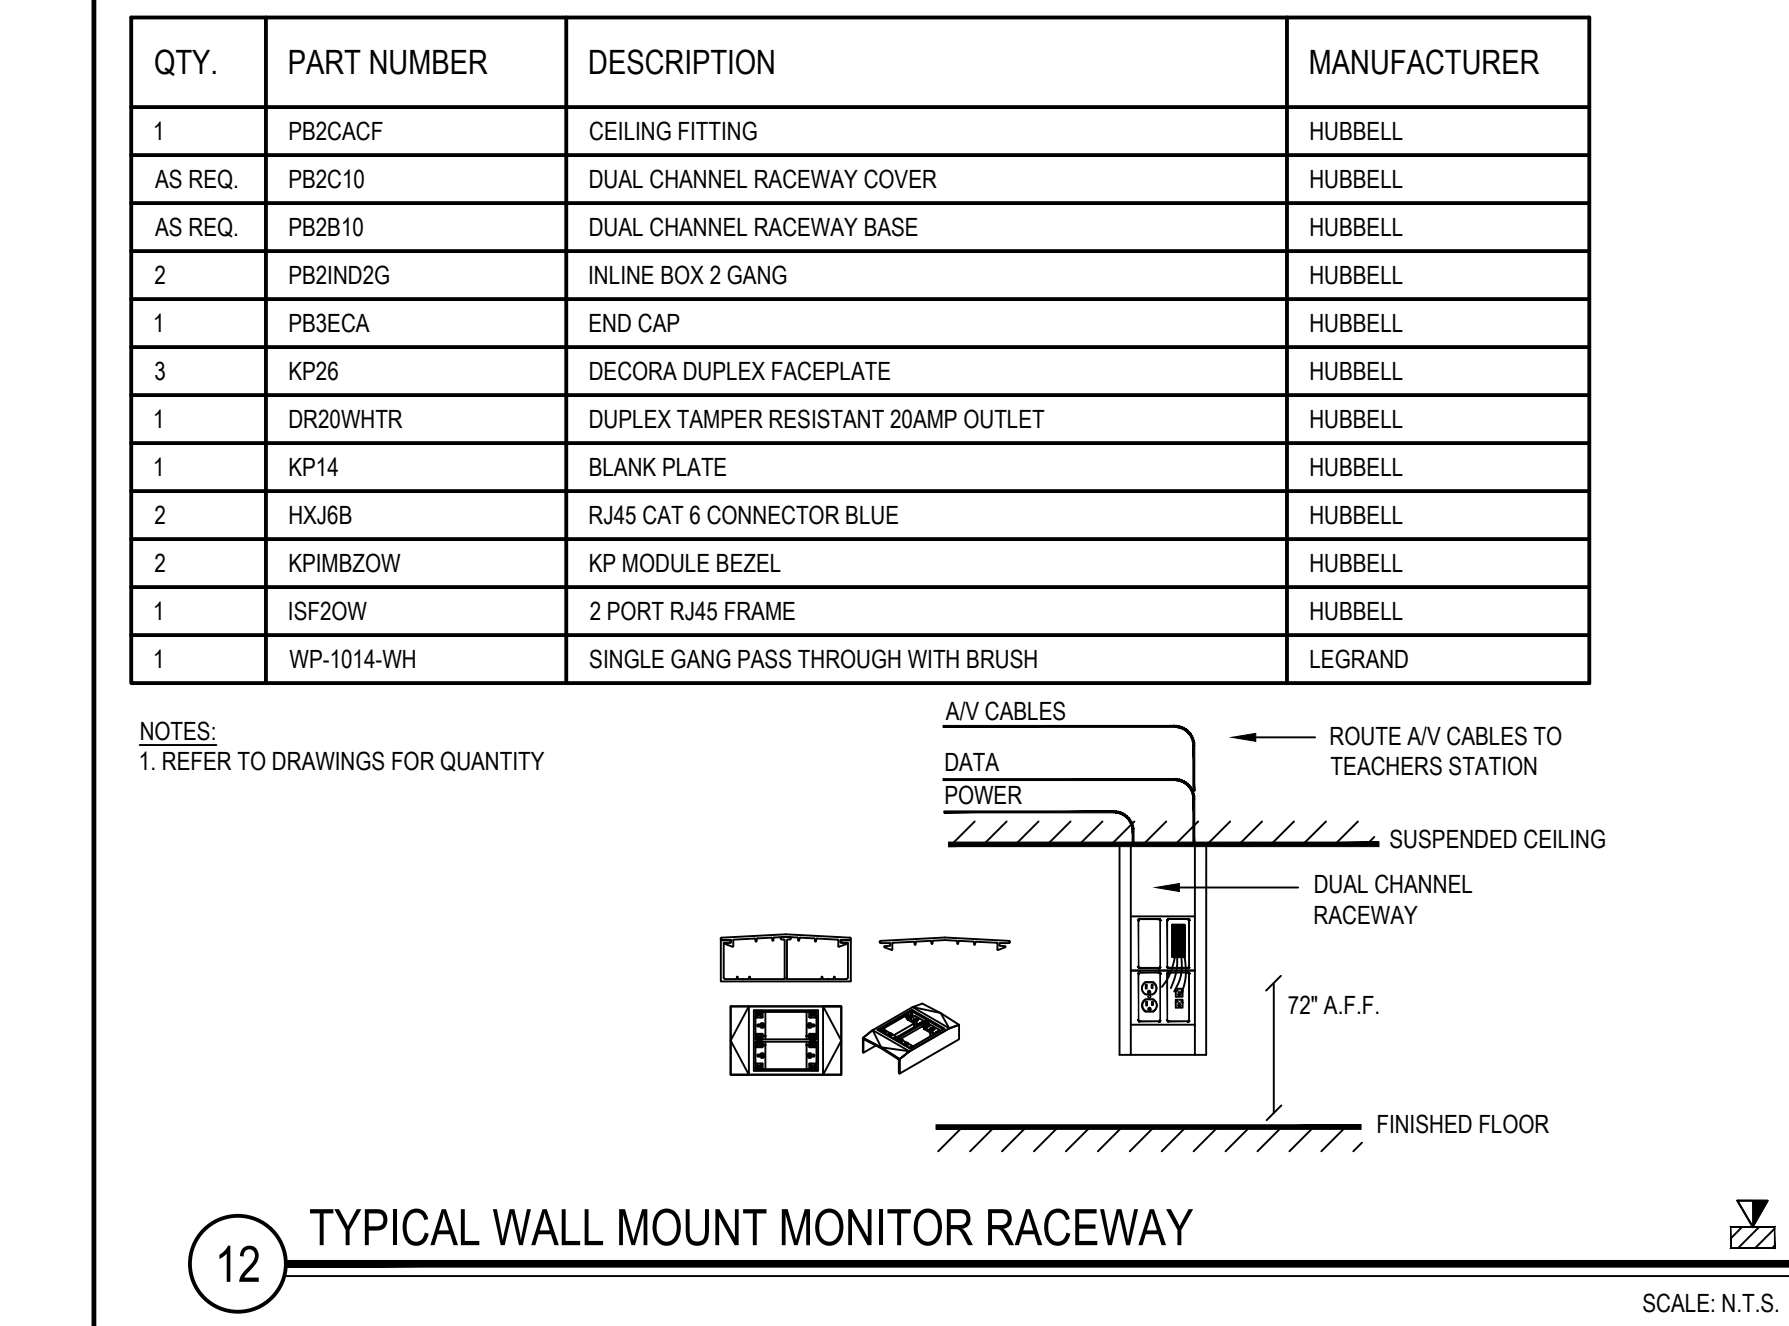 QTY. PART NUMBER DESCRIPTION MANUFACTURER
1 PB2CACF CEILING FITTING HUBBELL
AS REQ. PB2C10 DUAL CHANNEL RACEWAY COVER HUBBELL
AS REQ. PB2B10 DUAL CHANNEL RACEWAY BASE HUBBELL
2 PB2IND2G INLINE BOX 2 GANG HUBBELL
1 PB3ECA END CAP HUBBELL
3 KP26 DECORA DUPLEX FACEPLATE HUBBELL
1 DR20WHTR DUPLEX TAMPER RESISTANT 20AMP OUTLET HUBBELL
1 KP14 BLANK PLATE HUBBELL
2 HXJ6B RJ45 CAT 6 CONNECTOR BLUE HUBBELL
2 KPIMBZOW KP MODULE BEZEL HUBBELL
1 ISF2OW 2 PORT RJ45 FRAME HUBBELL
1 WP-1014-WH SINGLE GANG PASS THROUGH WITH BRUSH LEGRAND
NOTES:
1. REFER TO DRAWINGS FOR QUANTITY
A/V CABLES
ROUTE A/V CABLES TO
TEACHERS STATION
DATA
POWER
SUSPENDED CEILING
DUAL CHANNEL
RACEWAY
72" A.F.F.
FINISHED FLOOR
12 TYPICAL WALL MOUNT MONITOR RACEWAY
SCALE: N.T.S.